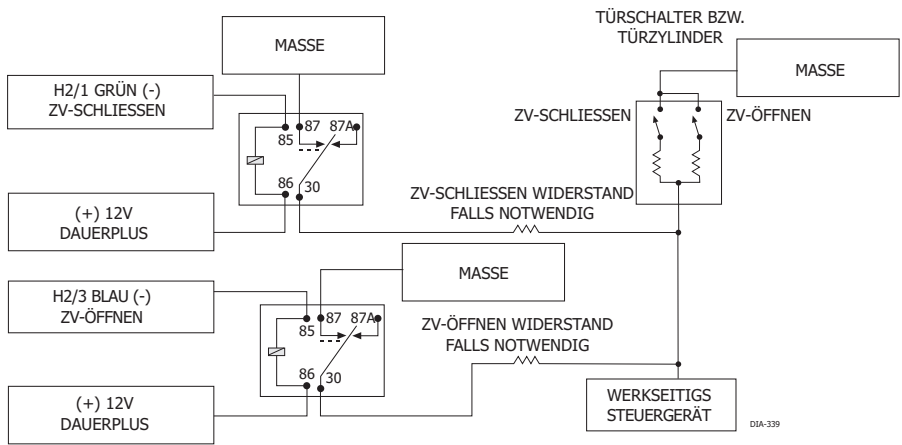 TÜRSCHALTER BZW.
TÜRZYLINDER
MASSE
MASSE
H2/1 GRÜN (-)
ZV-SCHLIESSEN
ZV-SCHLIESSEN
ZV-ÖFFNEN
87
87A
85
86
30
ZV-SCHLIESSEN WIDERSTAND
FALLS NOTWENDIG
(+) 12V
DAUERPLUS
MASSE
H2/3 BLAU (-)
ZV-ÖFFNEN
87
87A
85
86
30
ZV-ÖFFNEN WIDERSTAND
FALLS NOTWENDIG
(+) 12V
DAUERPLUS
WERKSEITIGS
STEUERGERÄT
DIA-339